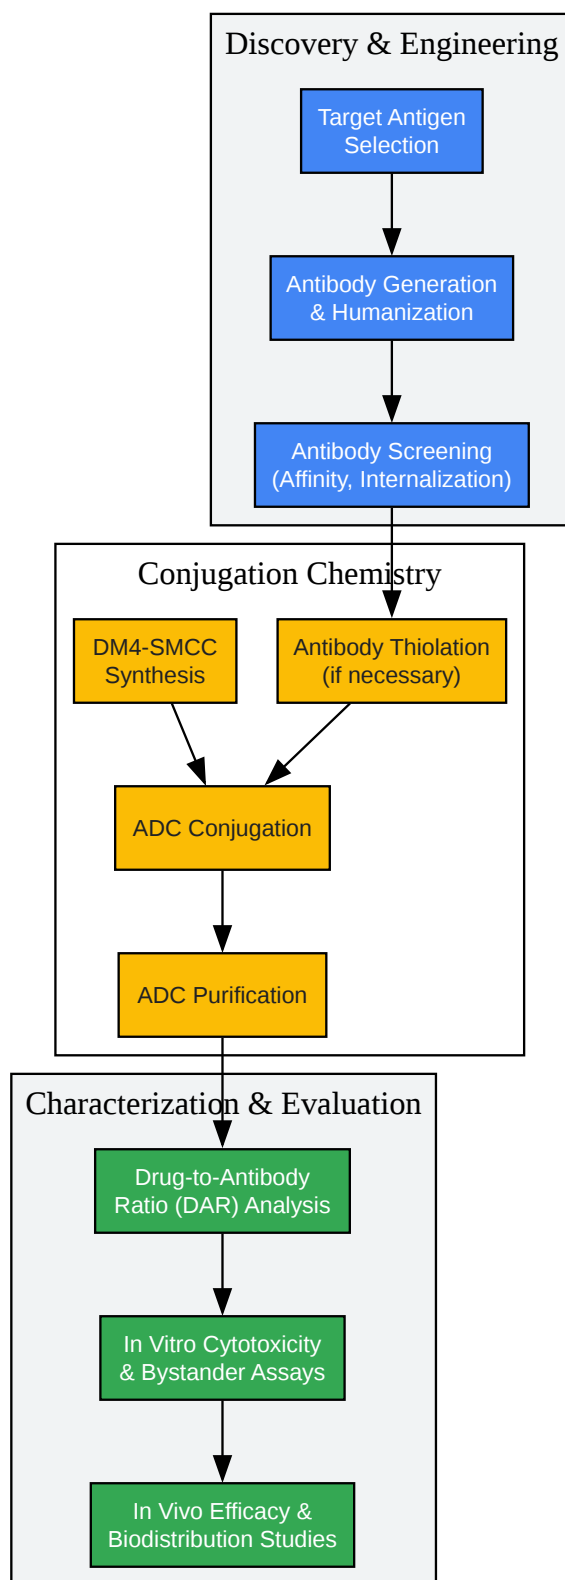 Discovery & Engineering
Target Antigen
Selection
Antibody Generation
& Humanization
Antibody Screening
(Affinity, Internalization)
Conjugation Chemistry
DM4-SMCC
Synthesis
Antibody Thiolation
(if necessary)
ADC Conjugation
ADC Purification
Characterization & Evaluation
Drug-to-Antibody
Ratio (DAR) Analysis
In Vitro Cytotoxicity
& Bystander Assays
In Vivo Efficacy &
Biodistribution Studies